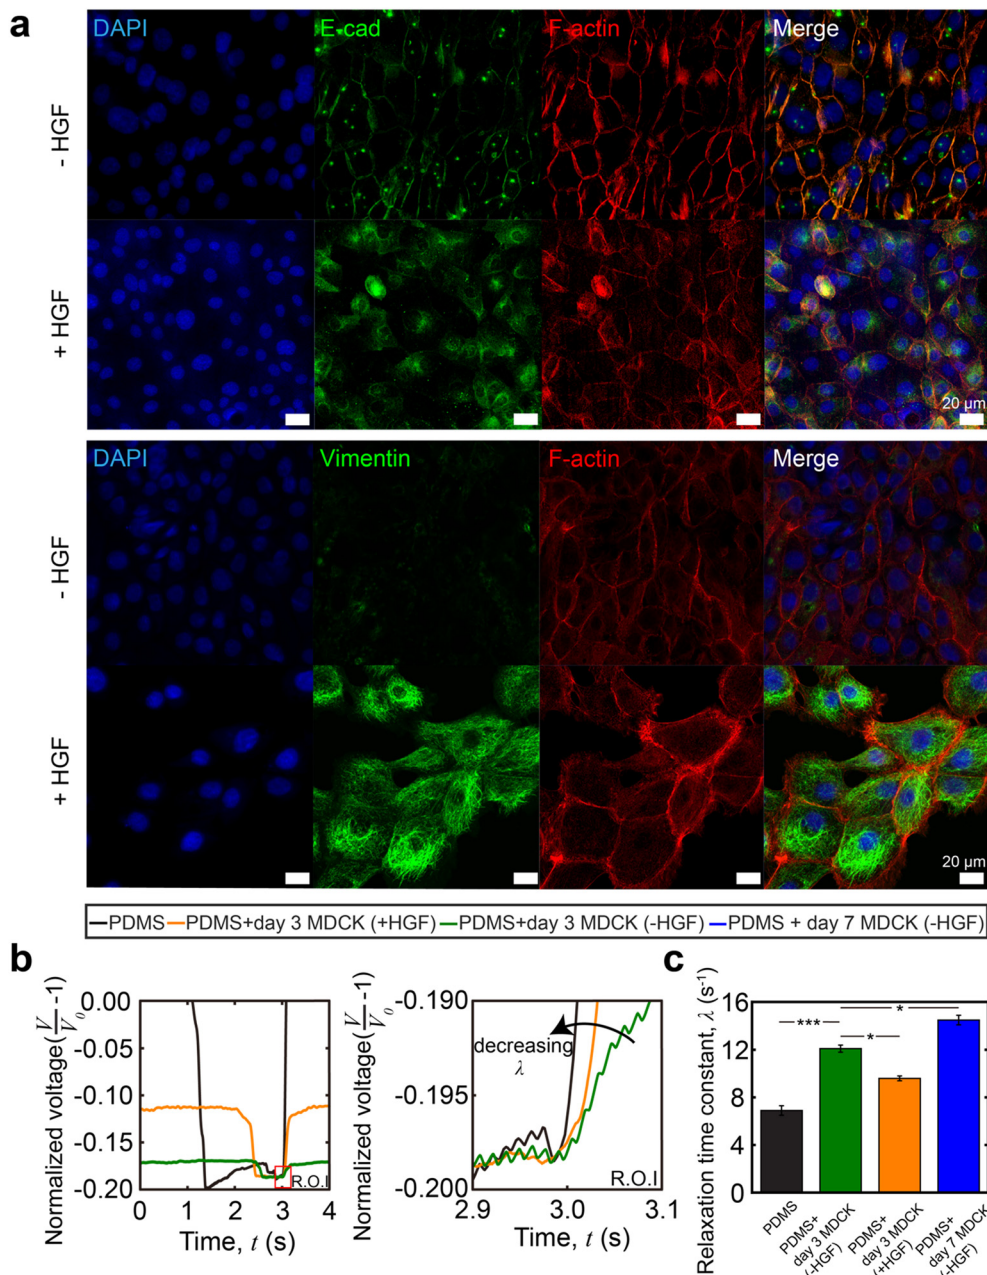 a
DAPI E-cad F-actin Merge
- HGF
+ HGF
20 μm
DAPI Vimentin F-actin Merge
- HGF
+ HGF
20 μm
PDMS PDMS+day 3 MDCK (+HGF) PDMS+day 3 MDCK (-HGF) PDMS + day 7 MDCK (-HGF)
b
Normalized voltage(V/V₀-1)
0.00
-0.05
-0.10
-0.15
-0.20
R.O.I
0 1 2 3 4
Time, t (s)
Normalized voltage(V/V₀-1)
-0.190
-0.193
-0.196
-0.200
decreasing
λ
R.O.I
2.9 3.0 3.1
Time, t (s)
c
Relaxation time constant, λ (s⁻¹)
16
12
8
4
0
***
*
*
PDMS
PDMS+
day 3 MDCK
(-HGF)
PDMS+
day 3 MDCK
(+HGF)
PDMS+
day 7 MDCK
(-HGF)